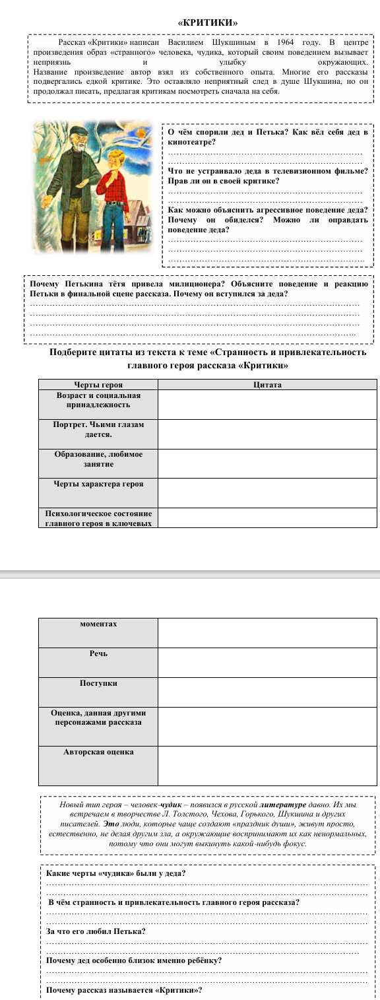 «КРИТИКИ»
Рассказ «Критики» написан Василием Шукшиным в 1964 году. В центре
произведения образ «странного» человека, чудика, который своим поведением вызывает
неприязнь и улыбку окружающих.
Название произведение автор взял из собственного опыта. Многие его рассказы
подвергались едкой критике. Это оставляло неприятный след в душе Шукшина, но он
продолжал писать, предлагая критикам посмотреть сначала на себя.
О чём спорили дед и Петька? Как вёл себя дед в
кинотеатре?
……………………………………………………………
……………………………………………………………
Что не устраивало деда в телевизионном фильме?
Прав ли он в своей критике?
……………………………………………………………
……………………………………………………………
Как можно объяснить агрессивное поведение деда?
Почему он обиделся? Можно ли оправдать
поведение деда?
……………………………………………………………
……………………………………………………………
……………………………………………………………..
Почему Петькина тётя привела милиционера? Объясните поведение и реакцию
Петьки в финальной сцене рассказа. Почему он вступился за деда?
……………………………………………………………………………………………………
……………………………………………………………………………………………………
……………………………………………………………………………………………………
…………………………………………………………………………………………………..
Подберите цитаты из текста к теме «Странность и привлекательность
главного героя рассказа «Критики»
Черты героя Цитата
Возраст и социальная
принадлежность
Портрет. Чьими глазам
дается.
Образование, любимое
занятие
Черты характера героя
Психологическое состояние
главного героя в ключевых
моментах
Речь
Поступки
Оценка, данная другими
персонажами рассказа
Авторская оценка
Новый тип героя – человек-чудик – появился в русской литературе давно. Их мы
встречаем в творчестве Л. Толстого, Чехова, Горького, Шукшина и других
писателей. Это люди, которые чаще создают «праздник души», живут просто,
естественно, не делая другим зла, а окружающие воспринимают их как ненормальных,
потому что они могут выкинуть какой-нибудь фокус.
Какие черты «чудика» были у деда?
……………………………………………………………………………………………………
……………………………………………………………………………………………………
В чём странность и привлекательность главного героя рассказа?
……………………………………………………………………………………………………
……………………………………………………………………………………………………
За что его любил Петька?
……………………………………………………………………………………………………
…………………………………………………………………………………………………
Почему дед особенно близок именно ребёнку?
……………………………………………………………………………………………………
……………………………………………………………………………………………………
Почему рассказ называется «Критики»?